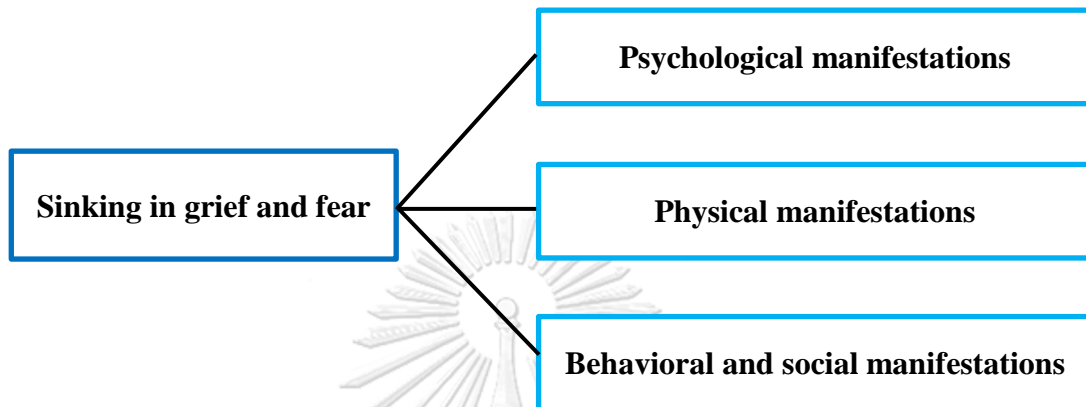 Psychological manifestations
Sinking in grief and fear
Physical manifestations
Behavioral and social manifestations